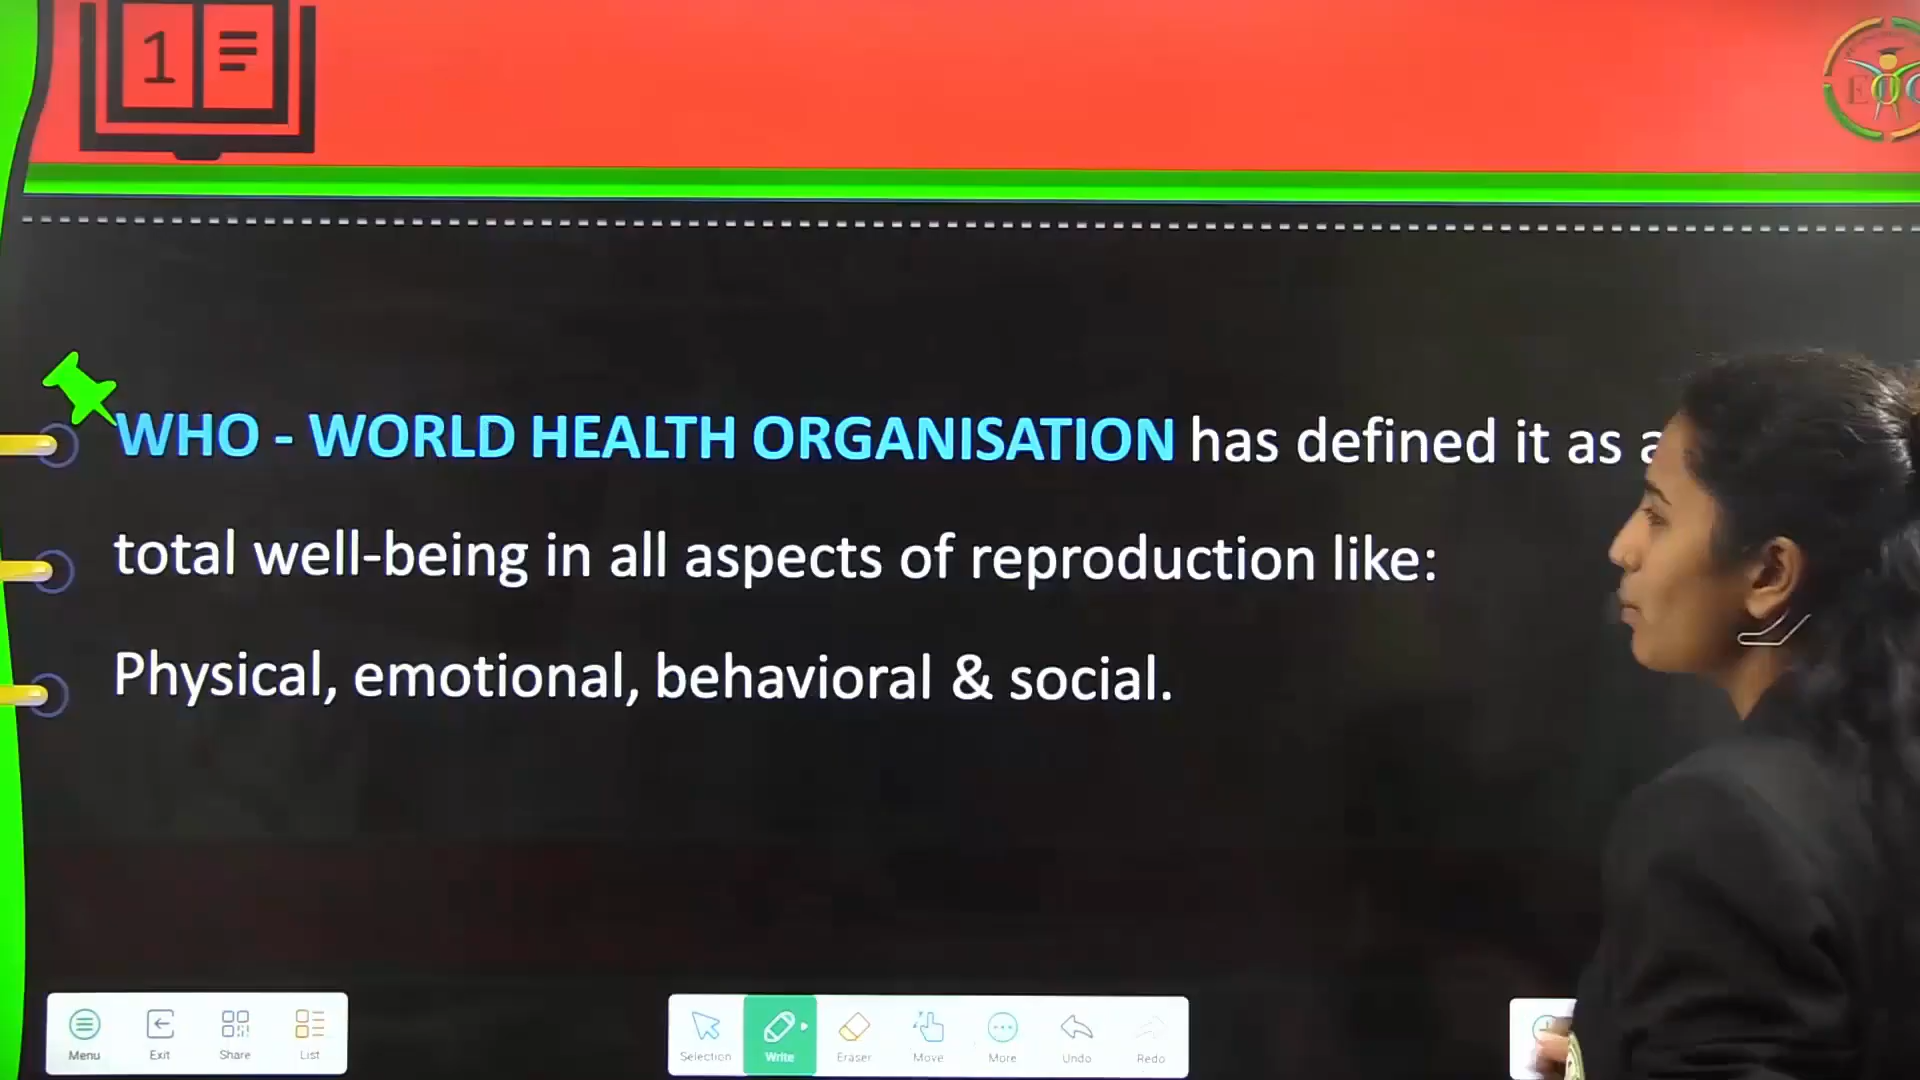 1
WHO - WORLD HEALTH ORGANISATION has defined it as
total well-being in all aspects of reproduction like:
Physical, emotional, behavioral & social.
Menu Exit Share List
Selection Write Eraser Move More Undo Redo